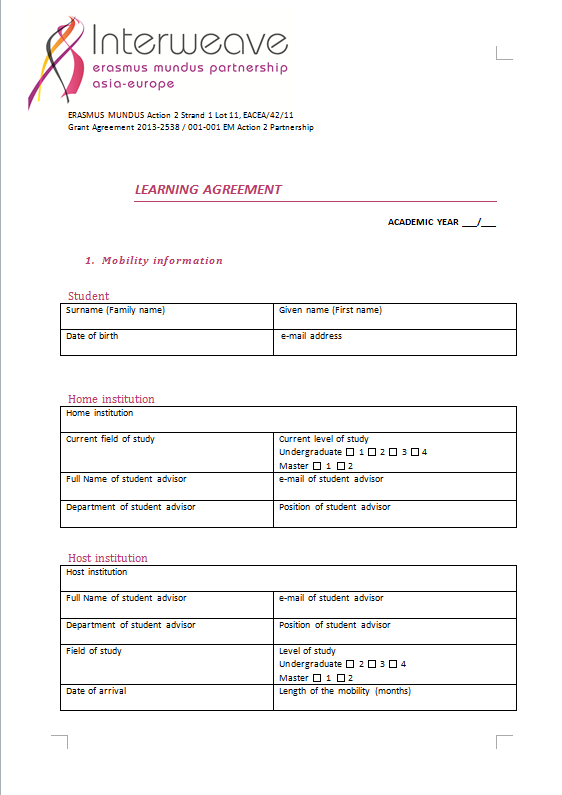 Interweave
erasmus mundus partnership
asia-europe
ERASMUS MUNDUS Action 2 Strand 1 Lot 11, EACEA/42/11
Grant Agreement 2013-2538 / 001-001 EM Action 2 Partnership
LEARNING AGREEMENT
ACADEMIC YEAR ___/___
1. Mobility information
Student
Surname (Family name) Given name (First name)
Date of birth e-mail address
Home institution
Home institution
Current field of study Current level of study
Undergraduate ☐ 1 ☐ 2 ☐ 3 ☐ 4
Master ☐ 1 ☐ 2
Full Name of student advisor e-mail of student advisor
Department of student advisor Position of student advisor
Host institution
Host institution
Full Name of student advisor e-mail of student advisor
Department of student advisor Position of student advisor
Field of study Level of study
Undergraduate ☐ 2 ☐ 3 ☐ 4
Master ☐ 1 ☐ 2
Date of arrival Length of the mobility (months)